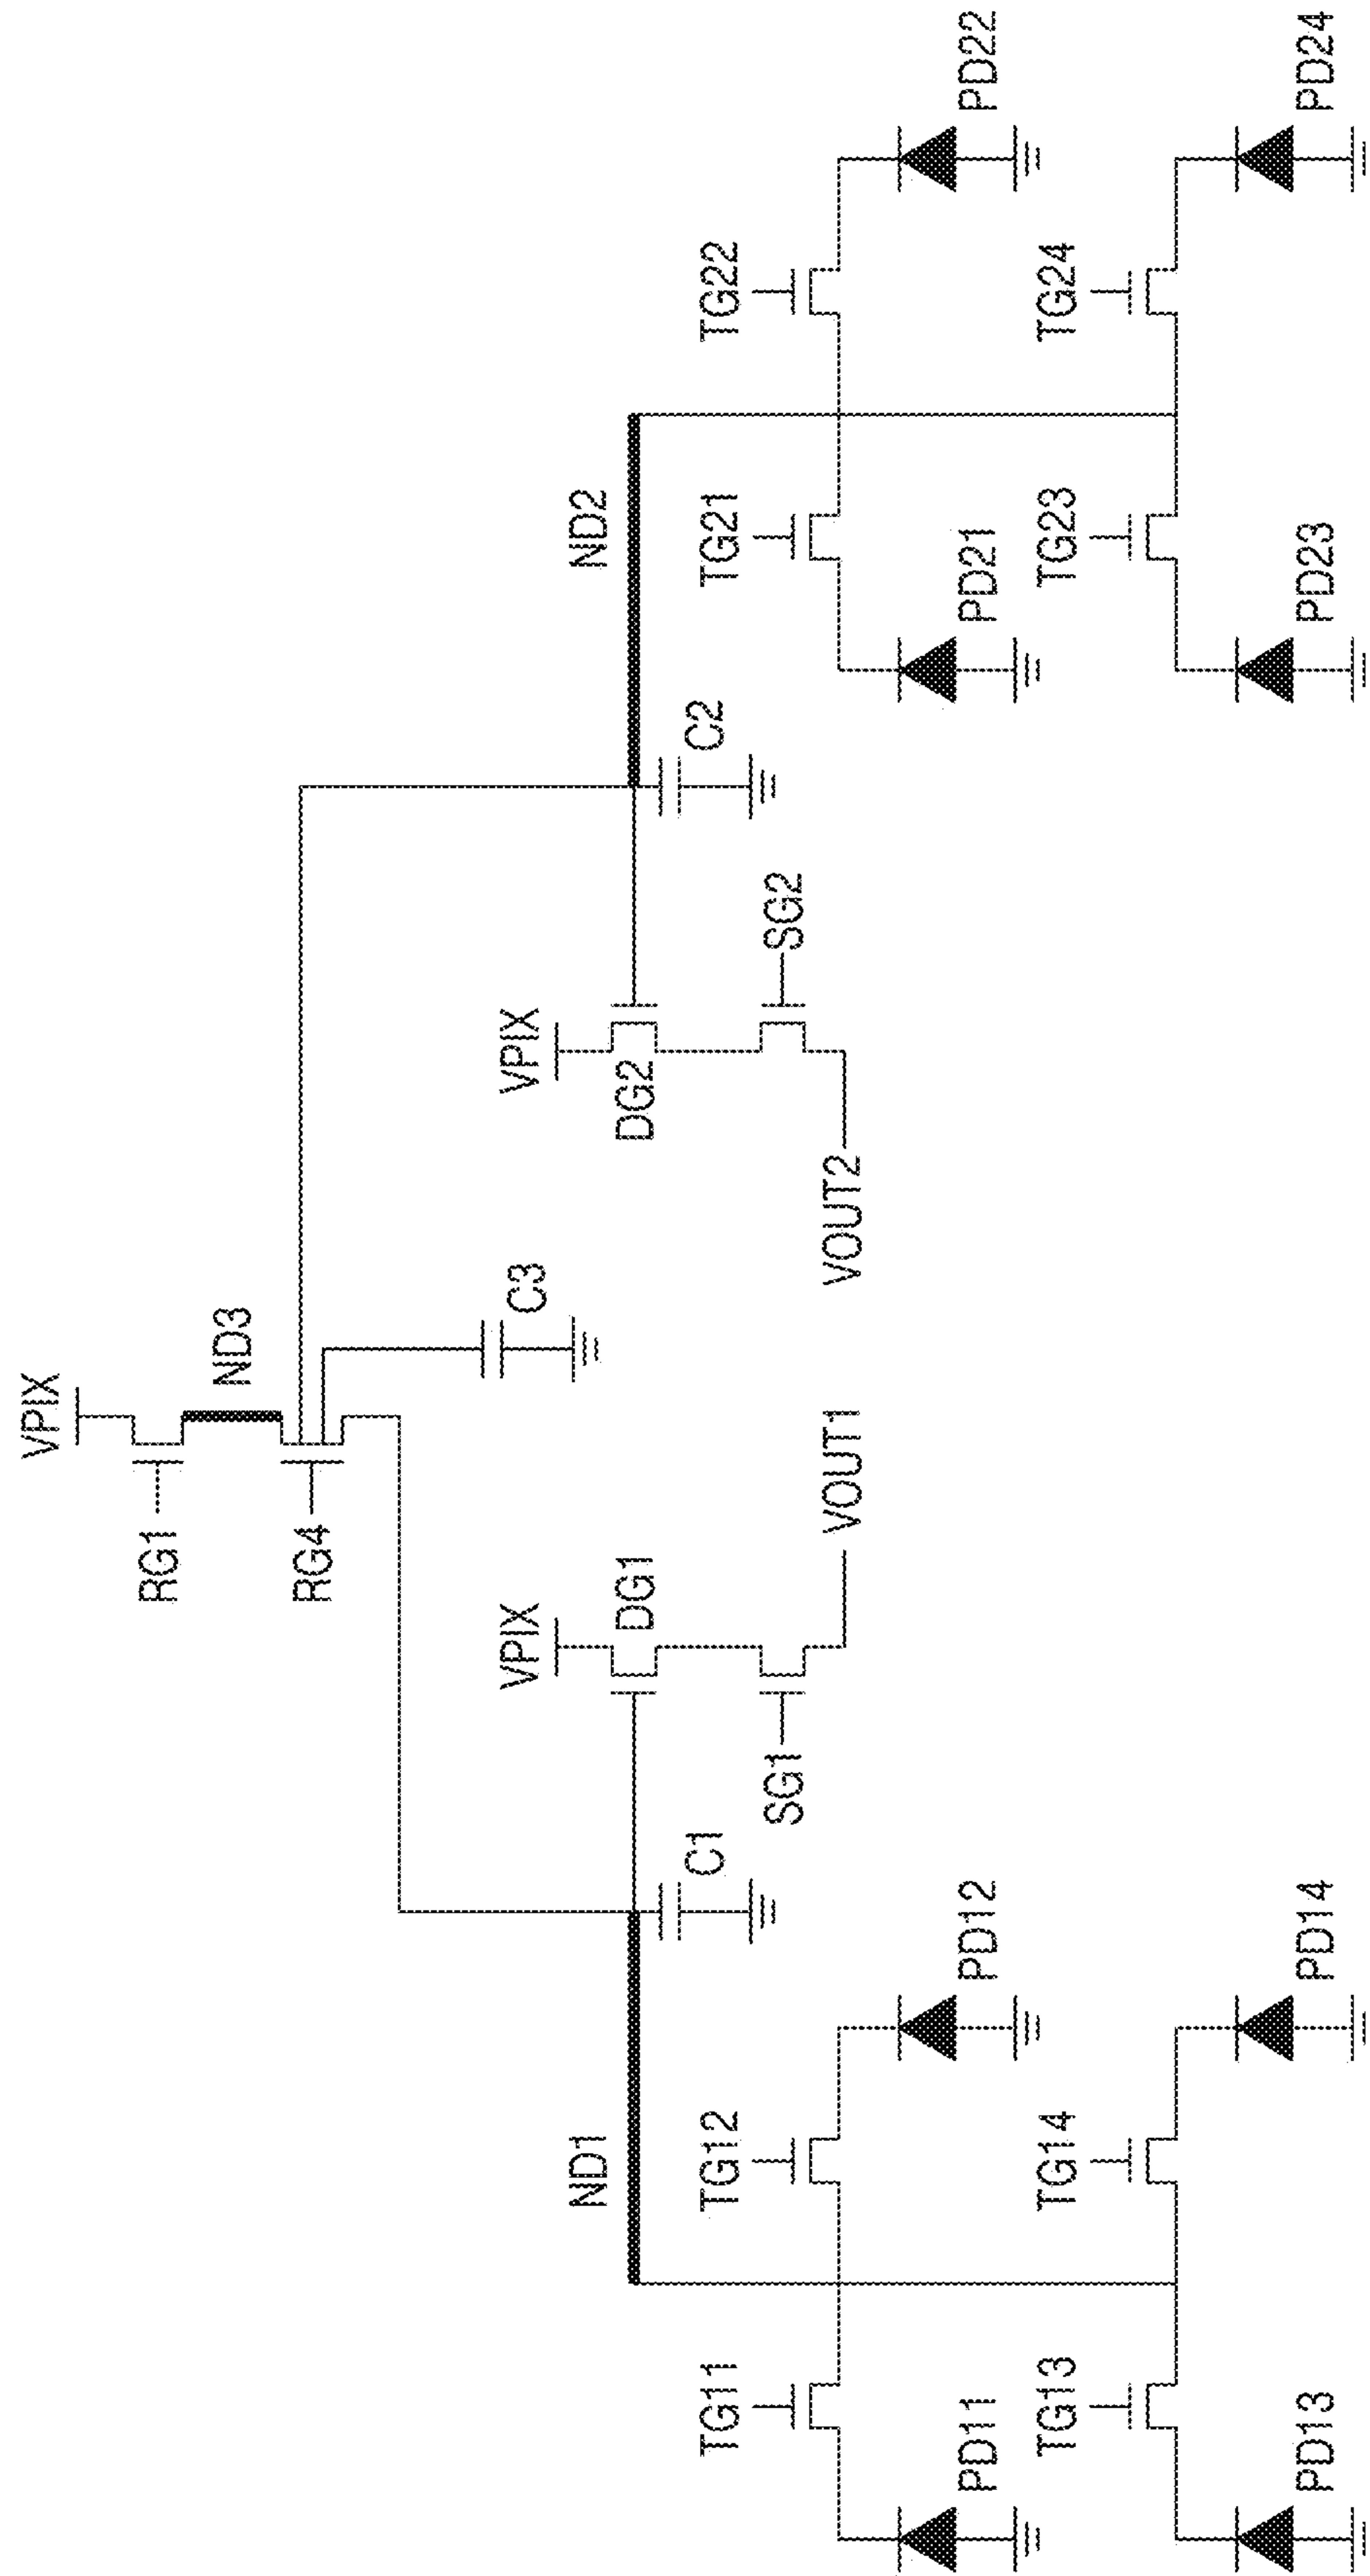 VPIX
RG1
ND3
RG4
C3
VPIX
DG1
SG1
VOUT1
VPIX
DG2
SG2
VOUT2
ND1
C1
ND2
C2
TG11
TG12
PD11
PD12
TG13
TG14
PD13
PD14
TG21
TG22
PD21
PD22
TG23
TG24
PD23
PD24